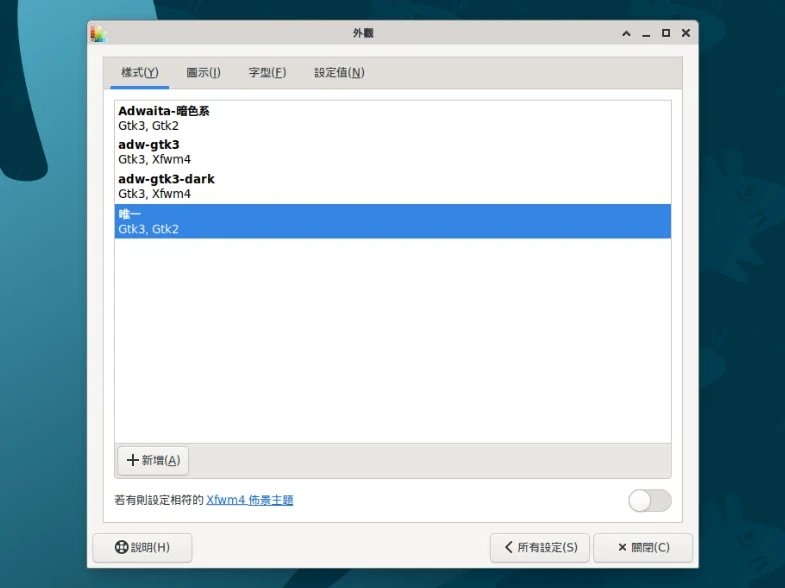 外觀
樣式(Y) 圖示(I) 字型(F) 設定值(N)
Adwaita-暗色系
Gtk3, Gtk2
adw-gtk3
Gtk3, Xfwm4
adw-gtk3-dark
Gtk3, Xfwm4
唯一
Gtk3, Gtk2
新增(A)
若有則設定相符的 Xfwm4 佈景主題
說明(H) 所有設定(S) 關閉(C)